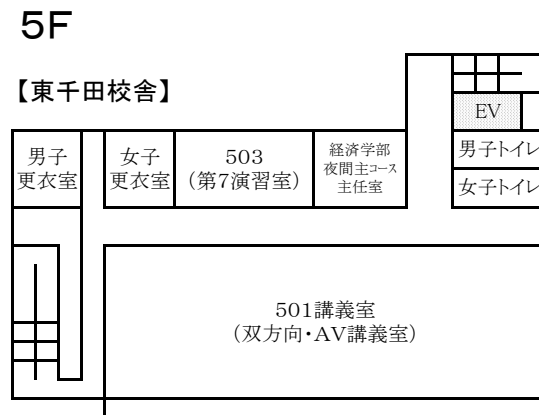 5F
【東千田校舎】
EV
男子
更衣室
女子
更衣室
503
(第7演習室)
経済学部
夜間主コース
主任室
男子トイレ
女子トイレ
501講義室
(双方向・AV講義室)